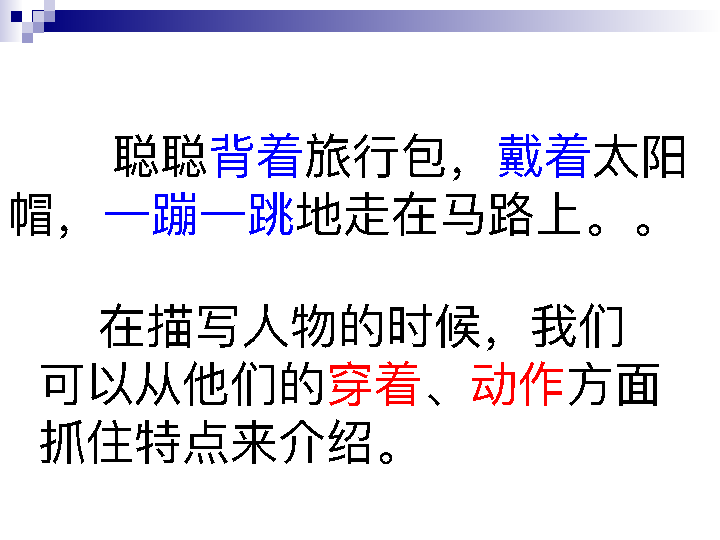 聪聪背着旅行包，戴着太阳
帽，一蹦一跳地走在马路上。。
在描写人物的时候，我们
可以从他们的穿着、动作方面
抓住特点来介绍。